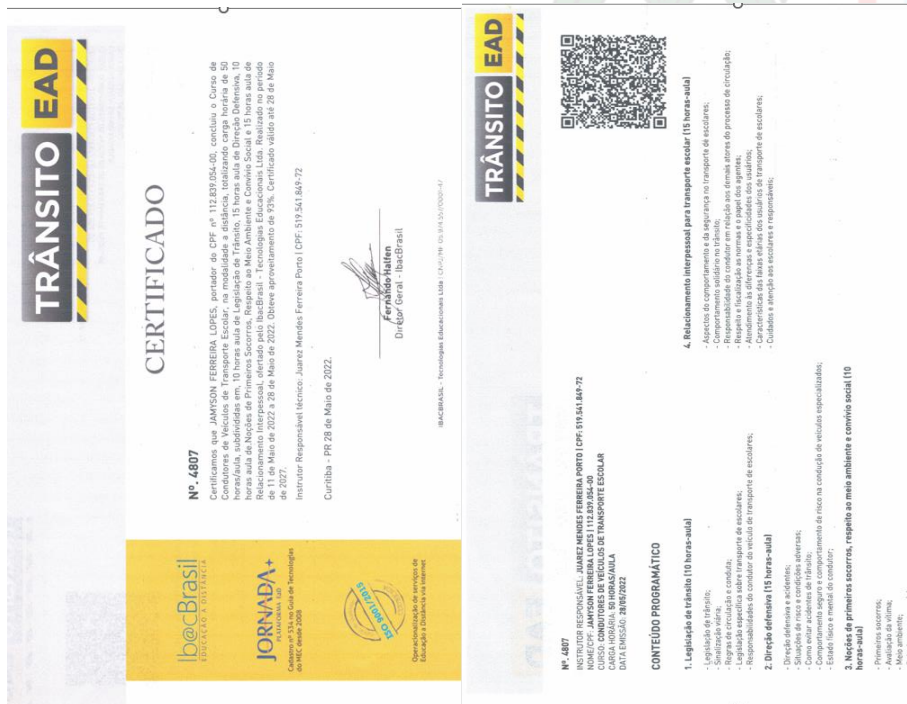 TRÂNSITO EAD
CERTIFICADO
Nº. 4807
Certificamos que JAMYSON FERREIRA LOPES, portador do CPF nº 112.839.054-00, concluiu o Curso de
Condutores de Veículos de Transporte Escolar, na modalidade a distância, totalizando carga horária de 50
horas/aula, subdivididas em, 10 horas aula de Legislação de Trânsito, 15 horas aula de Direção Defensiva, 10
horas aula de Noções de Primeiros Socorros, Respeito ao Meio Ambiente e Convívio Social e 15 horas aula de
Relacionamento Interpessoal, ofertado pelo IbacBrasil - Tecnologias Educacionais Ltda. Realizado no período
de 11 de Maio de 2022 a 28 de Maio de 2022. Obteve aproveitamento de 93%. Certificado válido até 28 de Maio
de 2027.
Instrutor Responsável técnico: Juarez Mendes Ferreira Porto | CPF: 519.541.849-72
Curitiba - PR 28 de Maio de 2022.
Fernando Halfen
Diretor Geral - IbacBrasil
IBACBRASIL - Tecnologias Educacionais Ltda
Ib@cBrasil
EDUCAÇÃO A DISTÂNCIA
JORNADA+
PLATAFORMA EAD
Cadastro nº 534 no Guia de Tecnologias
do MEC desde 2008
ISO 9001:2015
Operacionalização de serviços de
Educação a Distância via internet
TRÂNSITO EAD
Nº. 4807
INSTRUTOR RESPONSÁVEL: JUAREZ MENDES FERREIRA PORTO | CPF: 519.541.849-72
NOME/CPF: JAMYSON FERREIRA LOPES | 112.839.054-00
CURSO: CONDUTORES DE VEÍCULOS DE TRANSPORTE ESCOLAR
CARGA HORÁRIA: 50 HORAS/AULA
DATA EMISSÃO: 28/05/2022
CONTEÚDO PROGRAMÁTICO
1. Legislação de trânsito (10 horas-aula)
- Legislação de trânsito;
- Sinalização viária;
- Regras de circulação e conduta;
- Legislação específica sobre transporte de escolares;
- Responsabilidades do condutor do veículo de transporte de escolares;
2. Direção defensiva (15 horas-aula)
- Direção defensiva e acidentes;
- Situações de risco e condições adversas;
- Como evitar acidentes de trânsito;
- Comportamento seguro e comportamento de risco na condução de veículos especializados;
- Estado físico e mental do condutor;
3. Noções de primeiros socorros, respeito ao meio ambiente e convívio social (10
horas-aula)
- Primeiros socorros;
- Avaliação da vítima;
- Meio ambiente;
4. Relacionamento interpessoal para transporte escolar (15 horas-aula)
- Aspectos do comportamento e da segurança no transporte de escolares;
- Comportamento solidário no trânsito;
- Responsabilidade do condutor em relação aos demais atores do processo de circulação;
- Respeito e fiscalização as normas e o papel dos agentes;
- Atendimento às diferenças e especificidades dos usuários;
- Características das faixas etárias dos usuários de transporte de escolares;
- Cuidados e atenção aos escolares e responsáveis;